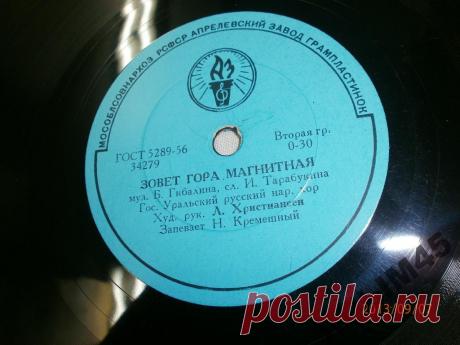 МОСОБЛСОВНАРХОЗ РСФСР АПРЕЛЕВСКИЙ ЗАВОД ГРАМПЛАСТИНОК
АЗ
ГОСТ 5289-56
34279
Вторая гр.
0-30
ЗОВЕТ ГОРА МАГНИТНАЯ
муз. Б. Гибалина, сл. И. Тарабукина
Гос. Уральский русский нар. хор
Худ. рук. Л. Христиансен
Запевает Н. Кремешный
JM45
postila.ru